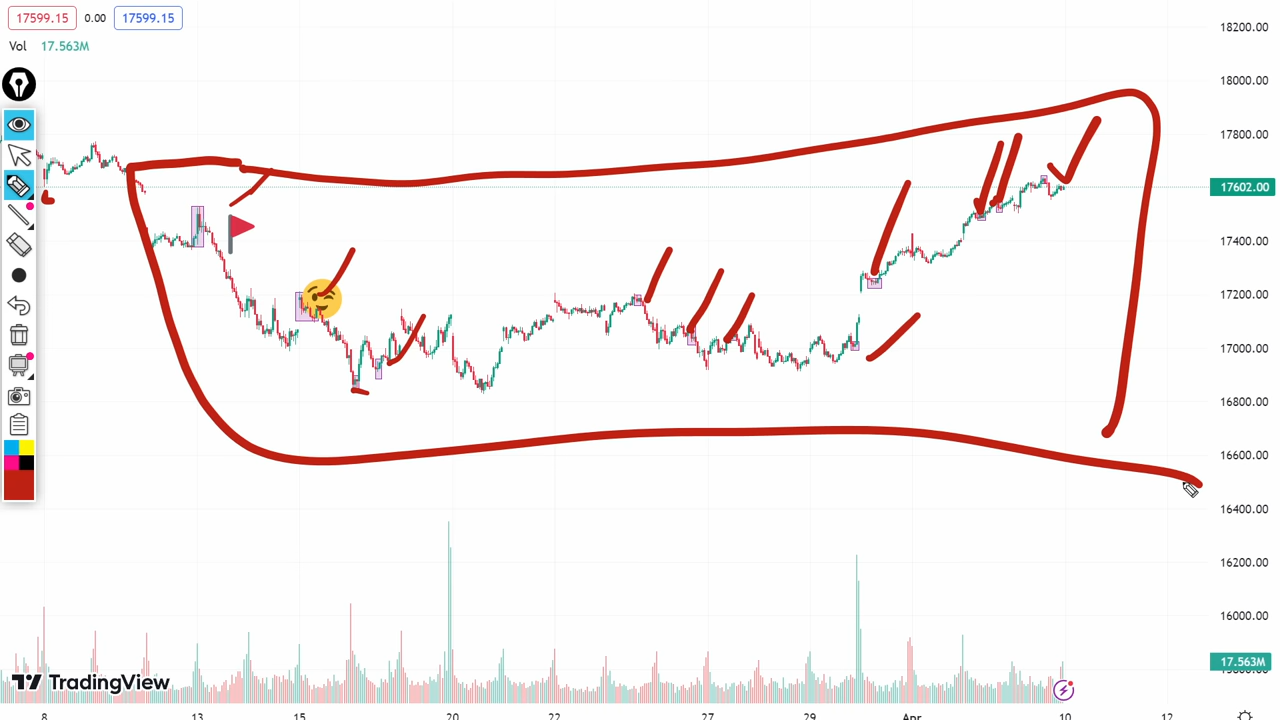 17599.15 0.00 17599.15
Vol 17.563M
18200.00
18000.00
17800.00
17602.00
17400.00
17200.00
17000.00
16800.00
16600.00
16400.00
16200.00
16000.00
17.563M
TradingView
8 13 15 20 22 27 29 Apr 10 12